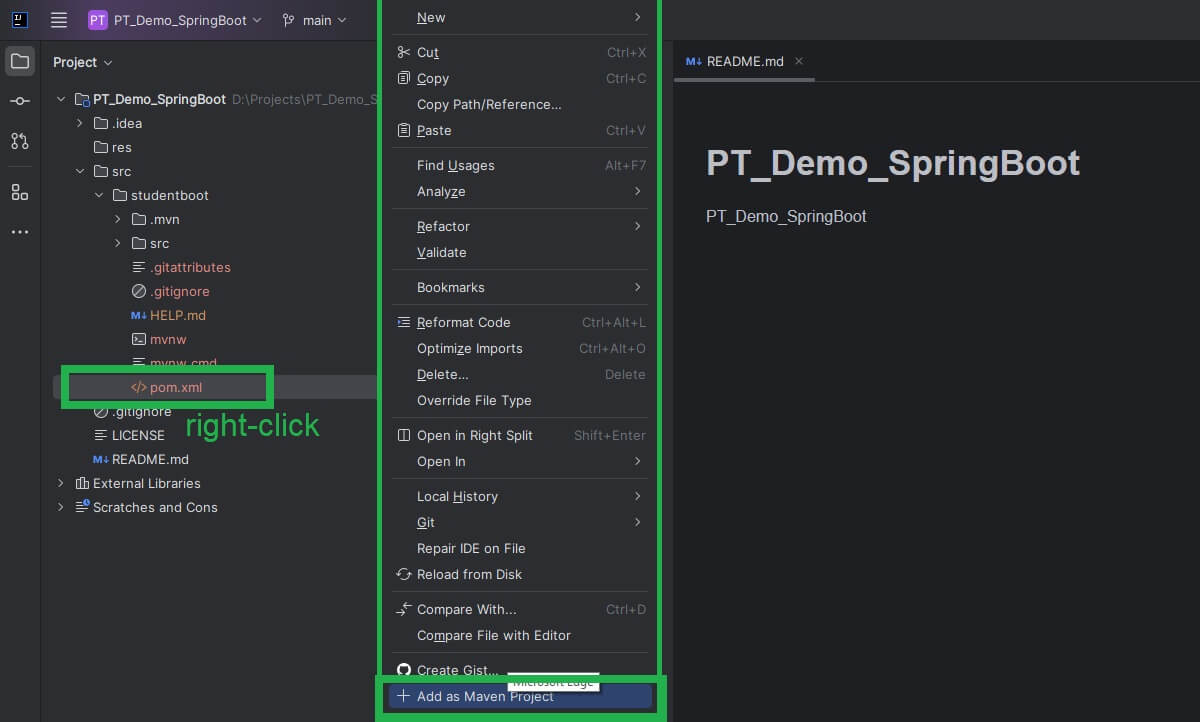 PT PT_Demo_SpringBoot main
Project
PT_Demo_SpringBoot D:\Projects\PT_Demo_S
.idea
res
src
studentboot
.mvn
src
.gitattributes
.gitignore
HELP.md
mvnw
mvnw.cmd
pom.xml
.gitignore
right-click
LICENSE
README.md
External Libraries
Scratches and Cons
New
Cut Ctrl+X
Copy Ctrl+C
Copy Path/Reference...
Paste Ctrl+V
Find Usages Alt+F7
Analyze
Refactor
Validate
Bookmarks
Reformat Code Ctrl+Alt+L
Optimize Imports Ctrl+Alt+O
Delete... Delete
Override File Type
Open in Right Split Shift+Enter
Open In
Local History
Git
Repair IDE on File
Reload from Disk
Compare With... Ctrl+D
Compare File with Editor
Create Gist...
Microsoft Edge
Add as Maven Project
README.md
PT_Demo_SpringBoot
PT_Demo_SpringBoot